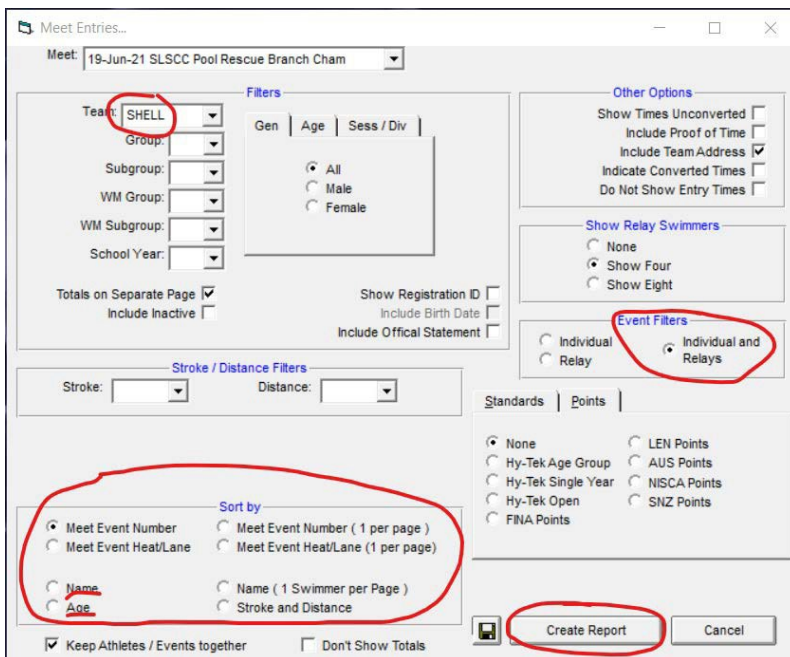 Meet Entries...
Meet: 19-Jun-21 SLSCC Pool Rescue Branch Cham
Filters
Team: SHELL
Group:
Subgroup:
WM Group:
WM Subgroup:
School Year:
Gen Age Sess / Div
All
Male
Female
Totals on Separate Page
Include Inactive
Show Registration ID
Include Birth Date
Include Offical Statement
Other Options
Show Times Unconverted
Include Proof of Time
Include Team Address
Indicate Converted Times
Do Not Show Entry Times
Show Relay Swimmers
None
Show Four
Show Eight
Event Filters
Individual
Relay
Individual and
Relays
Stroke / Distance Filters
Stroke: Distance:
Standards Points
None
Hy-Tek Age Group
Hy-Tek Single Year
Hy-Tek Open
FINA Points
LEN Points
AUS Points
NISCA Points
SNZ Points
Sort by
Meet Event Number Meet Event Number ( 1 per page )
Meet Event Heat/Lane Meet Event Heat/Lane (1 per page)
Name Name ( 1 Swimmer per Page )
Age Stroke and Distance
Keep Athletes / Events together Don't Show Totals
Create Report Cancel